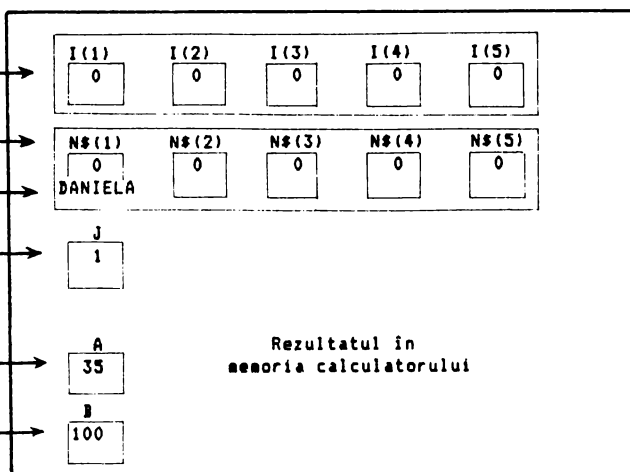 I(1) I(2) I(3) I(4) I(5)
0 0 0 0 0
N$(1) N$(2) N$(3) N$(4) N$(5)
0 0 0 0 0
DANIELA
J
1
A
35
Rezultatul în
memoria calculatorului
B
100